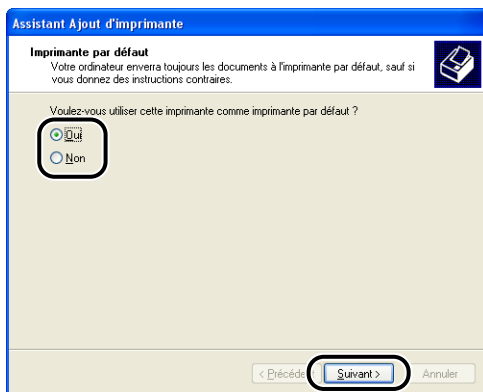 Assistant Ajout d'imprimante
Imprimante par défaut
Votre ordinateur enverra toujours les documents à l'imprimante par défaut, sauf si
vous donnez des instructions contraires.
Voulez-vous utiliser cette imprimante comme imprimante par défaut ?
Oui
Non
< Précéde Suivant > Annuler